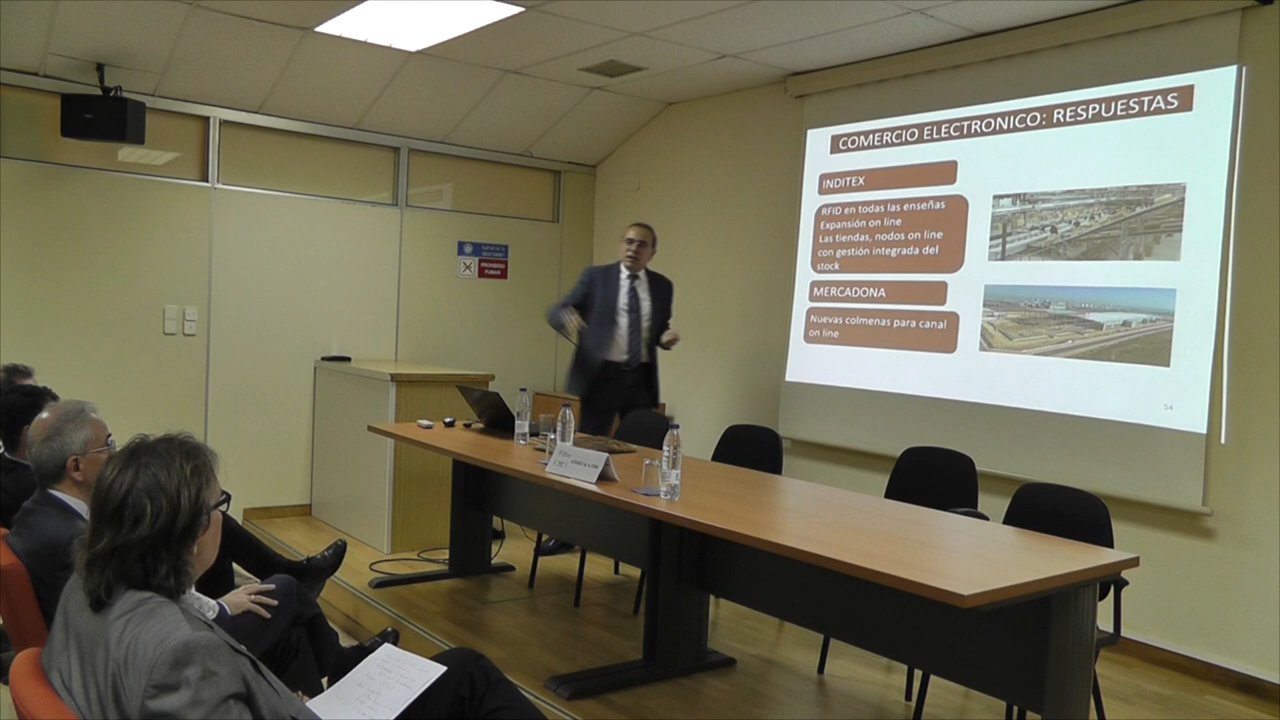 COMERCIO ELECTRONICO: RESPUESTAS
INDITEX
RFID en todas las enseñas
Expansión on line
Las tiendas, nodos on line
con gestión integrada del
stock
MERCADONA
Nuevas colmenas para canal
on line
54
PROHIBIDO
FUMAR